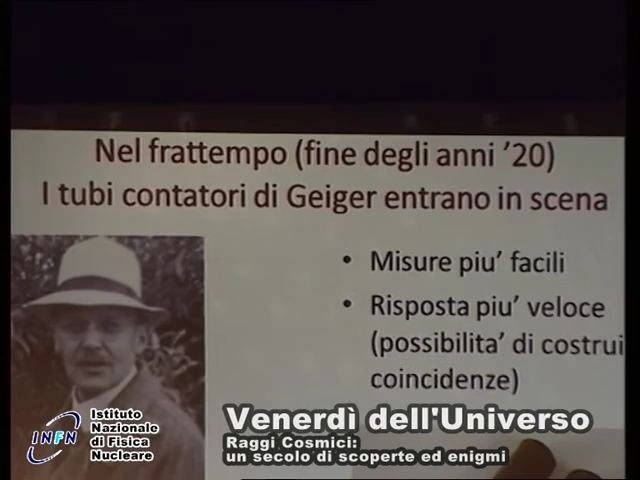 Nel frattempo (fine degli anni '20)
I tubi contatori di Geiger entrano in scena
• Misure piu' facili
• Risposta piu' veloce
(possibilita' di costrui
coincidenze)
INFN
Istituto
Nazionale
di Fisica
Nucleare
Venerdì dell'Universo
Raggi Cosmici:
un secolo di scoperte ed enigmi